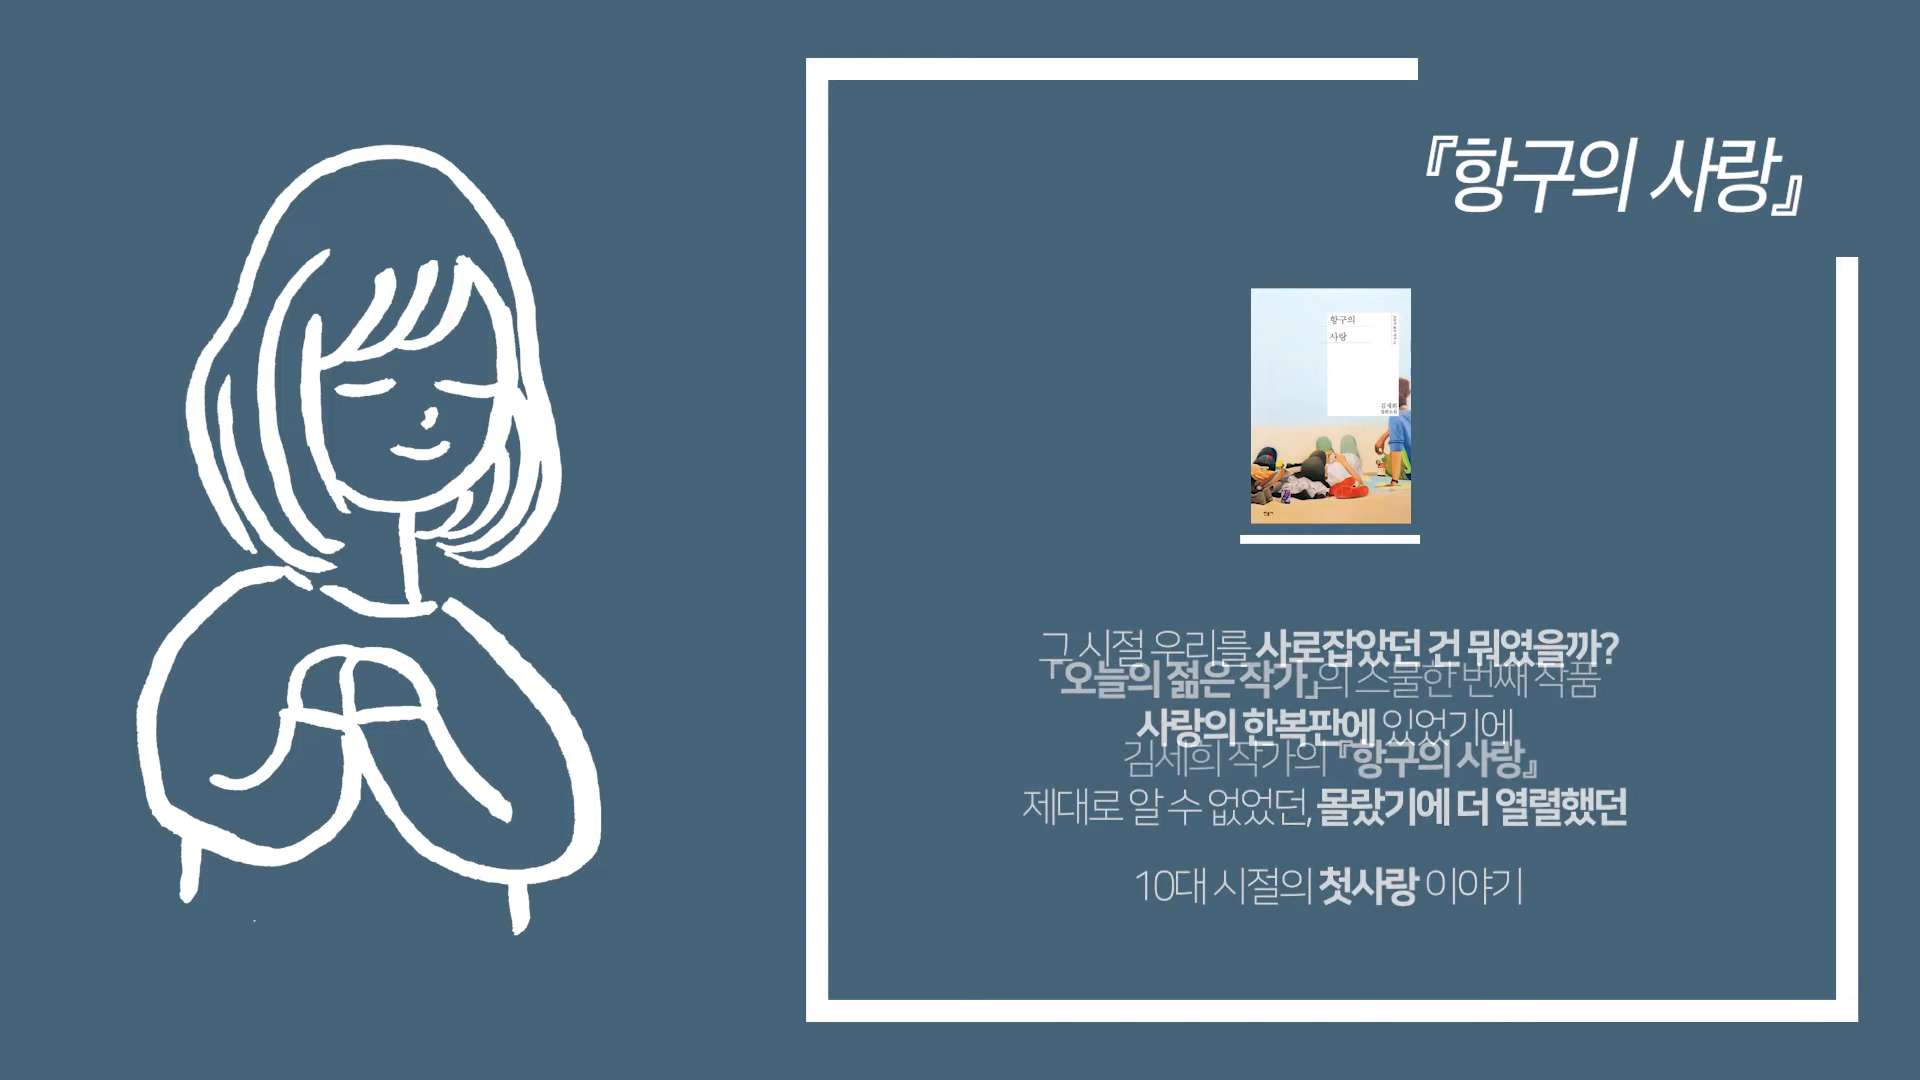 『항구의 사랑』
항구의
사랑
김세희
그 시절 우리를 사로잡았던 건 뭐였을까?
「오늘의 젊은 작가」의 스물한 번째 작품
사랑의 한복판에 있었기에
김세희 작가의 『항구의 사랑』
제대로 알 수 없었던, 몰랐기에 더 열렬했던
10대 시절의 첫사랑 이야기